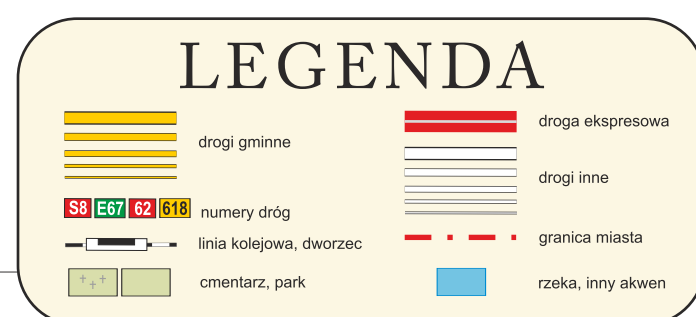 LEGENDA
drogi gminne
S8 E67 62 618 numery dróg
linia kolejowa, dworzec
cmentarz, park
droga ekspresowa
drogi inne
granica miasta
rzeka, inny akwen